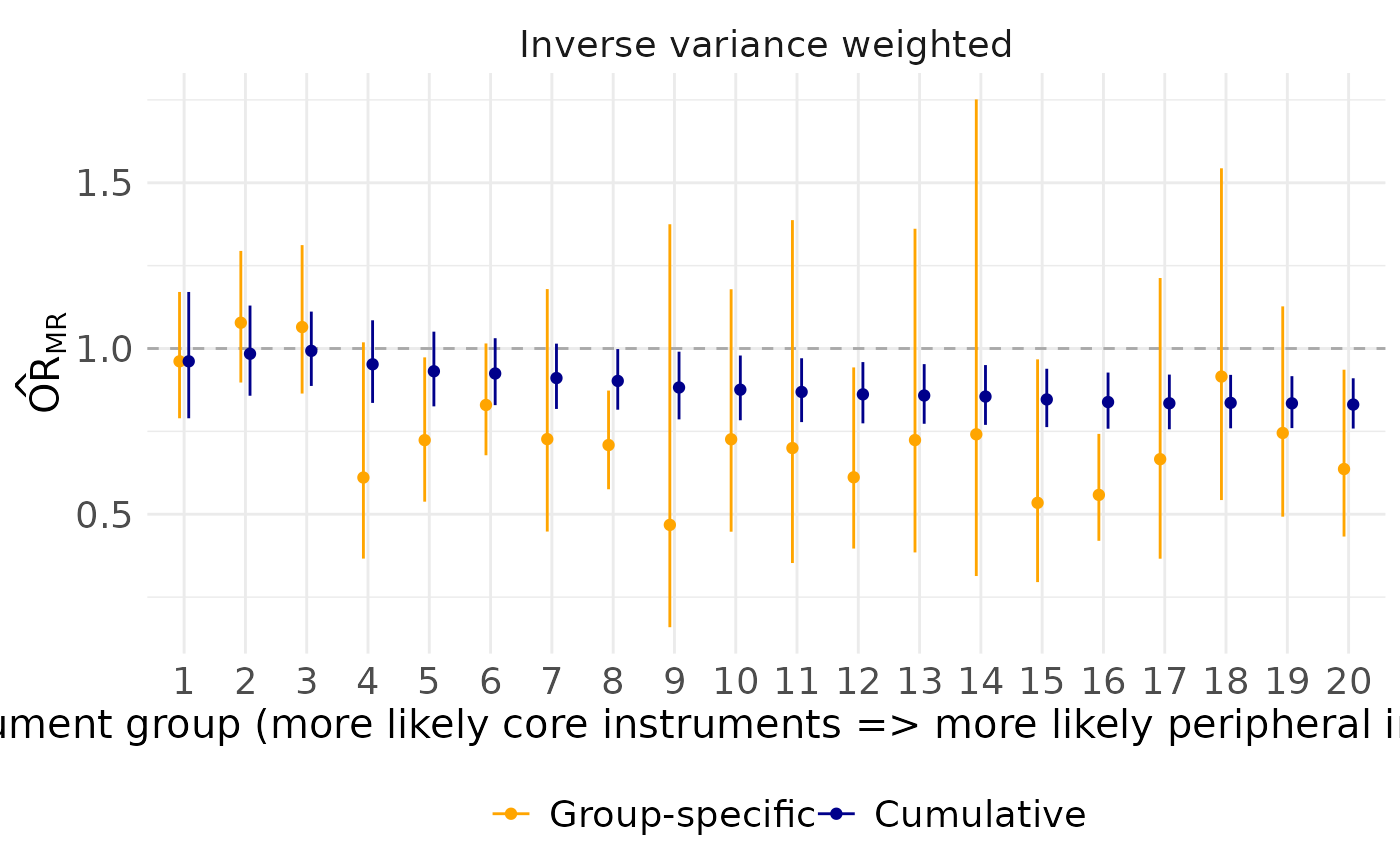 Inverse variance weighted
ÔR_MR
1.5
1.0
0.5
1 2 3 4 5 6 7 8 9 10 11 12 13 14 15 16 17 18 19 20
ument group (more likely core instruments => more likely peripheral in
Group-specific Cumulative